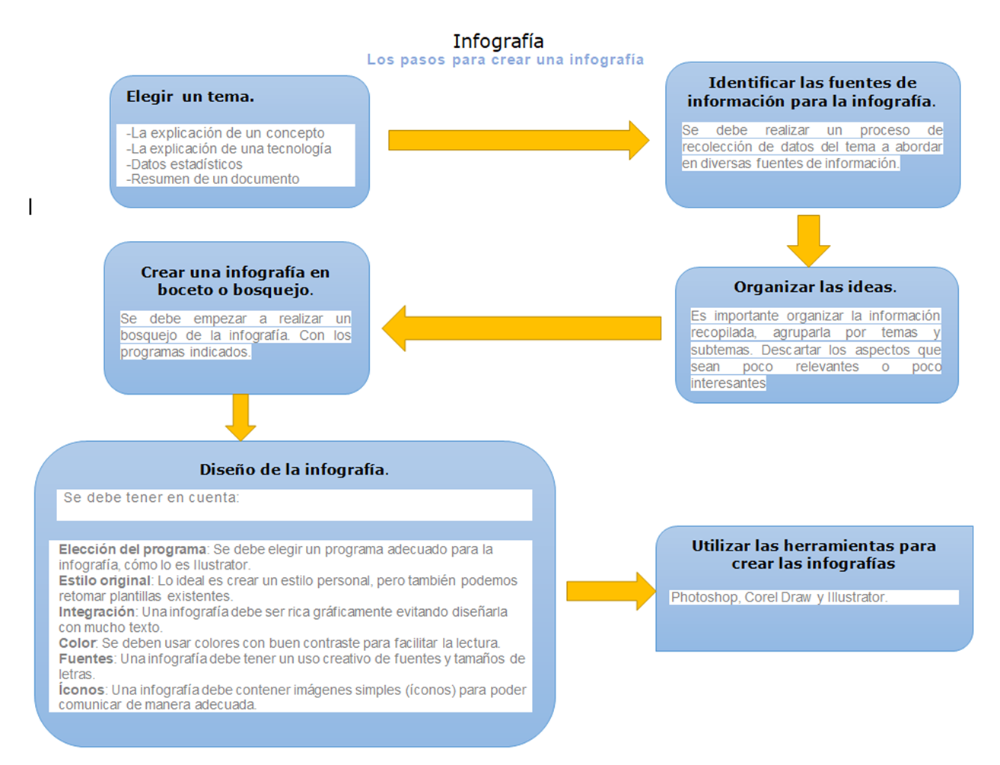 Infografía
Los pasos para crear una infografía
Elegir un tema.
-La explicación de un concepto
-La explicación de una tecnología
-Datos estadísticos
-Resumen de un documento
Identificar las fuentes de
información para la infografía.
Se debe realizar un proceso de
recolección de datos del tema a abordar
en diversas fuentes de información.
Organizar las ideas.
Es importante organizar la información
recopilada, agruparla por temas y
subtemas. Descartar los aspectos que
sean poco relevantes o poco
interesantes
Crear una infografía en
boceto o bosquejo.
Se debe empezar a realizar un
bosquejo de la infografía. Con los
programas indicados.
Diseño de la infografía.
Se debe tener en cuenta:
Elección del programa: Se debe elegir un programa adecuado para la
infografía, cómo lo es Ilustrator.
Estilo original: Lo ideal es crear un estilo personal, pero también podemos
retomar plantillas existentes.
Integración: Una infografía debe ser rica gráficamente evitando diseñarla
con mucho texto.
Color: Se deben usar colores con buen contraste para facilitar la lectura.
Fuentes: Una infografía debe tener un uso creativo de fuentes y tamaños de
letras.
Íconos: Una infografía debe contener imágenes simples (íconos) para poder
comunicar de manera adecuada.
Utilizar las herramientas para
crear las infografías
Photoshop, Corel Draw y Illustrator.